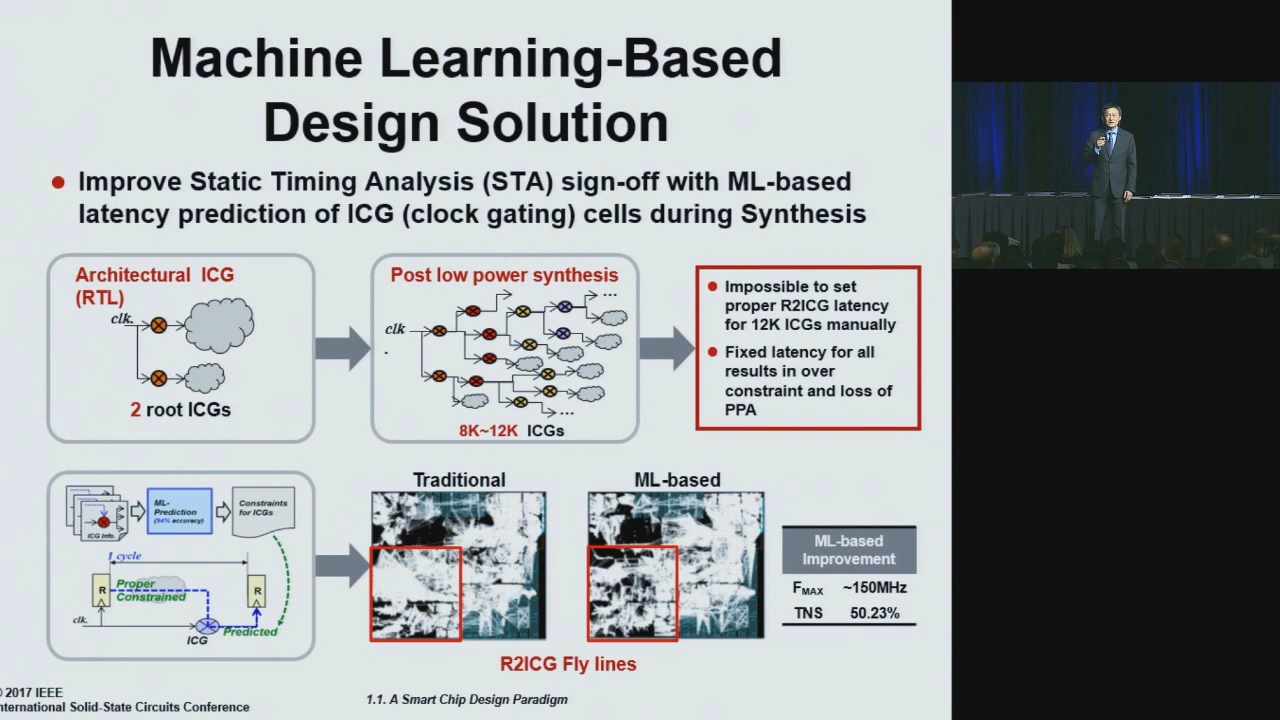 Machine Learning-Based
Design Solution
Improve Static Timing Analysis (STA) sign-off with ML-based
latency prediction of ICG (clock gating) cells during Synthesis
Architectural ICG
(RTL)
clk.
2 root ICGs
Post low power synthesis
clk
.
...
...
8K~12K ICGs
Impossible to set
proper R2ICG latency
for 12K ICGs manually
Fixed latency for all
results in over
constraint and loss of
PPA
ICG Info.
ML-
Prediction
(94% accuracy)
Constraints
for ICGs
1 cycle
R
Proper
Constrained
R
clk.
ICG
Predicted
Traditional
ML-based
R2ICG Fly lines
ML-based
Improvement
FMAX ~150MHz
TNS 50.23%
© 2017 IEEE
nternational Solid-State Circuits Conference
1.1. A Smart Chip Design Paradigm